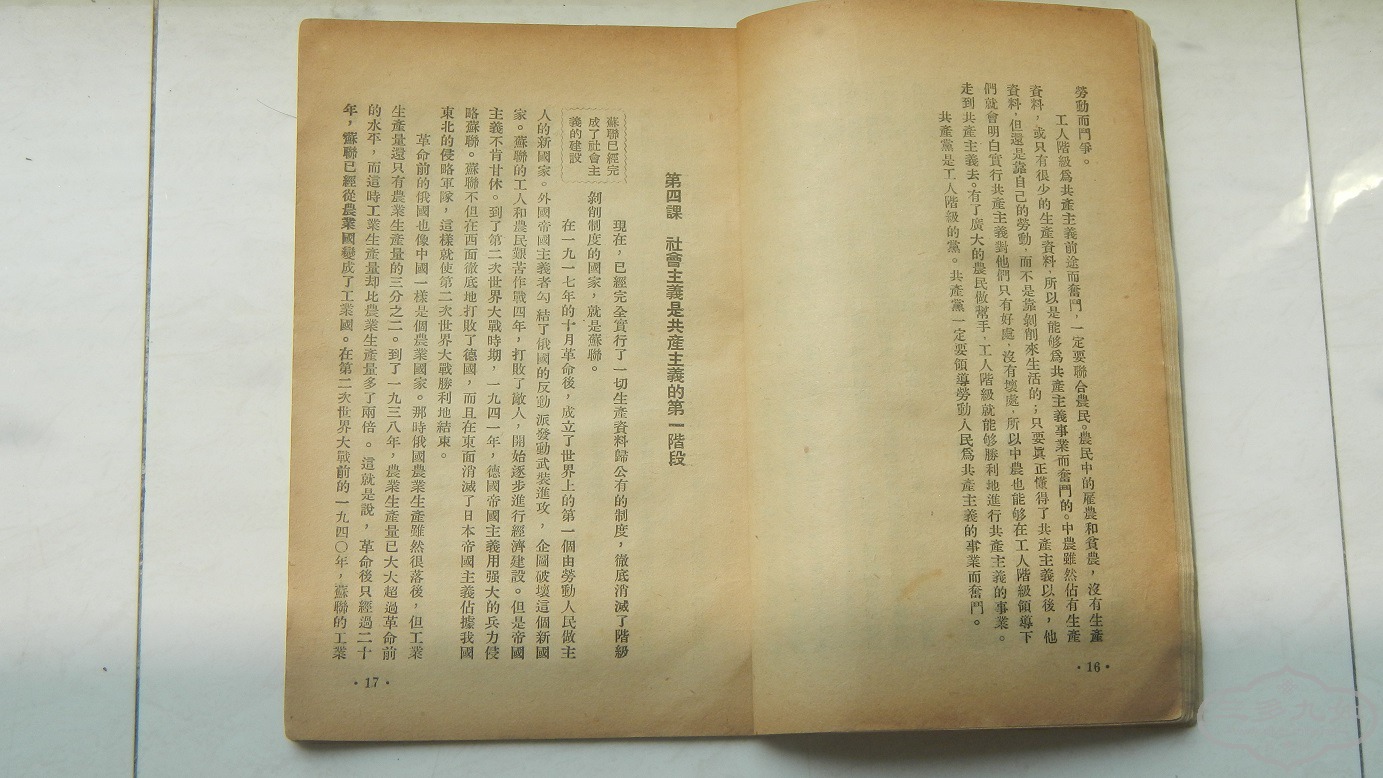 勞動而鬥爭。
工人階級爲共產主義前途而奮鬥，一定要聯合農民。農民中的雇農和貧農，沒有生產
資料，或只有很少的生產資料，所以是能够爲共產主義事業而奮鬥的。中農雖然佔有生產
資料，但還是靠自己的勞動，而不是靠剝削來生活的；只要眞正懂得了共產主義以後，他
們就會明白實行共產主義對他們只有好處，沒有壞處，所以中農也能够在工人階級領導下
走到共產主義去。有了廣大的農民做幫手，工人階級就能够勝利地進行共產主義的事業。
共產黨是工人階級的黨。共產黨一定要領導勞動人民爲共產主義的事業而奮鬥。
·16·
第四課　社會主義是共產主義的第一階段
蘇聯已經完
成了社會主
義的建設
現在，已經完全實行了一切生產資料歸公有的制度，徹底消滅了階級
剝削制度的國家，就是蘇聯。
在一九一七年的十月革命後，成立了世界上的第一個由勞動人民做主
人的新國家。外國帝國主義者勾結了俄國的反動派發動武裝進攻，企圖破壞這個新國
家。蘇聯的工人和農民艱苦作戰四年，打敗了敵人，開始逐步進行經濟建設。但是帝國
主義不肯甘休。到了第二次世界大戰時期，一九四一年，德國帝國主義用强大的兵力侵
略蘇聯。蘇聯不但在西面徹底地打敗了德國，而且在東面消滅了日本帝國主義佔據我國
東北的侵略軍隊，這樣就使第二次世界大戰勝利地結束。
革命前的俄國也像中國一樣是個農業國家。那時俄國農業生產雖然很落後，但工業
生產量還只有農業生產量的三分之二。到了一九三八年，農業生產量已大大超過革命前
的水平，而這時工業生產量却比農業生產量多了兩倍。這就是說，革命後只經過二十
年，蘇聯已經從農業國變成了工業國。在第二次世界大戰前的一九四〇年，蘇聯的工業
·17·